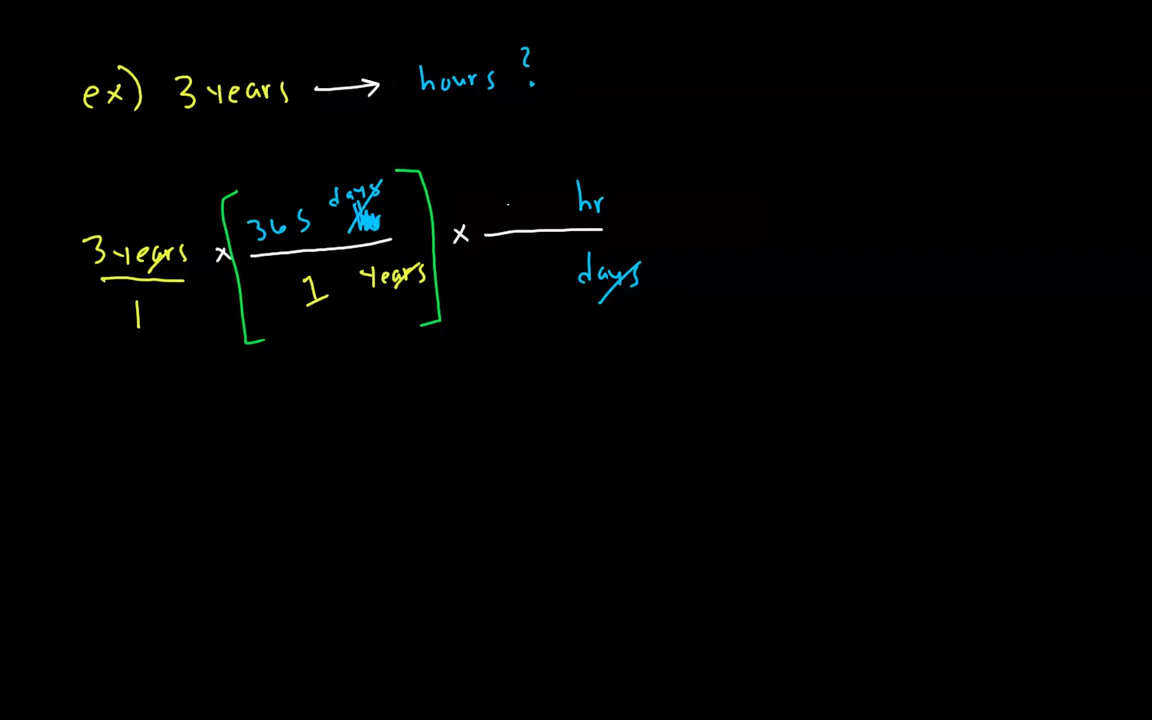 ex) 3 years → hours ?
365 days hr
3 years × × 
1 1 years days